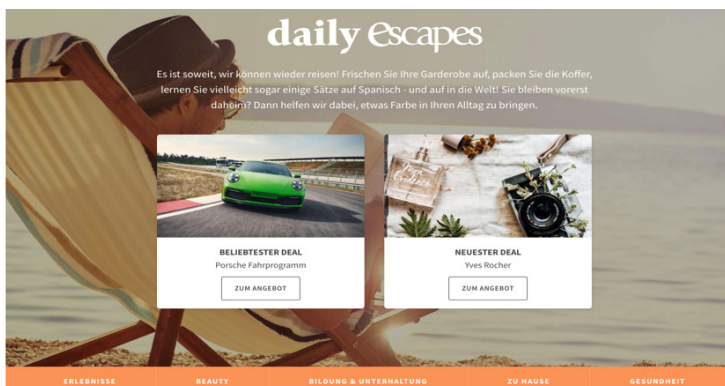 daily escapes
Es ist soweit, wir können wieder reisen! Frischen Sie Ihre Garderobe auf, packen Sie die Koffer,
lernen Sie vielleicht sogar einige Sätze auf Spanisch - und auf in die Welt! Sie bleiben vorerst
daheim? Dann helfen wir dabei, etwas Farbe in Ihren Alltag zu bringen.
BELIEBTESTER DEAL
Porsche Fahrprogramm
ZUM ANGEBOT
NEUESTER DEAL
Yves Rocher
ZUM ANGEBOT
ERLEBNISSE BEAUTY BILDUNG & UNTERHALTUNG ZU HAUSE GESUNDHEIT